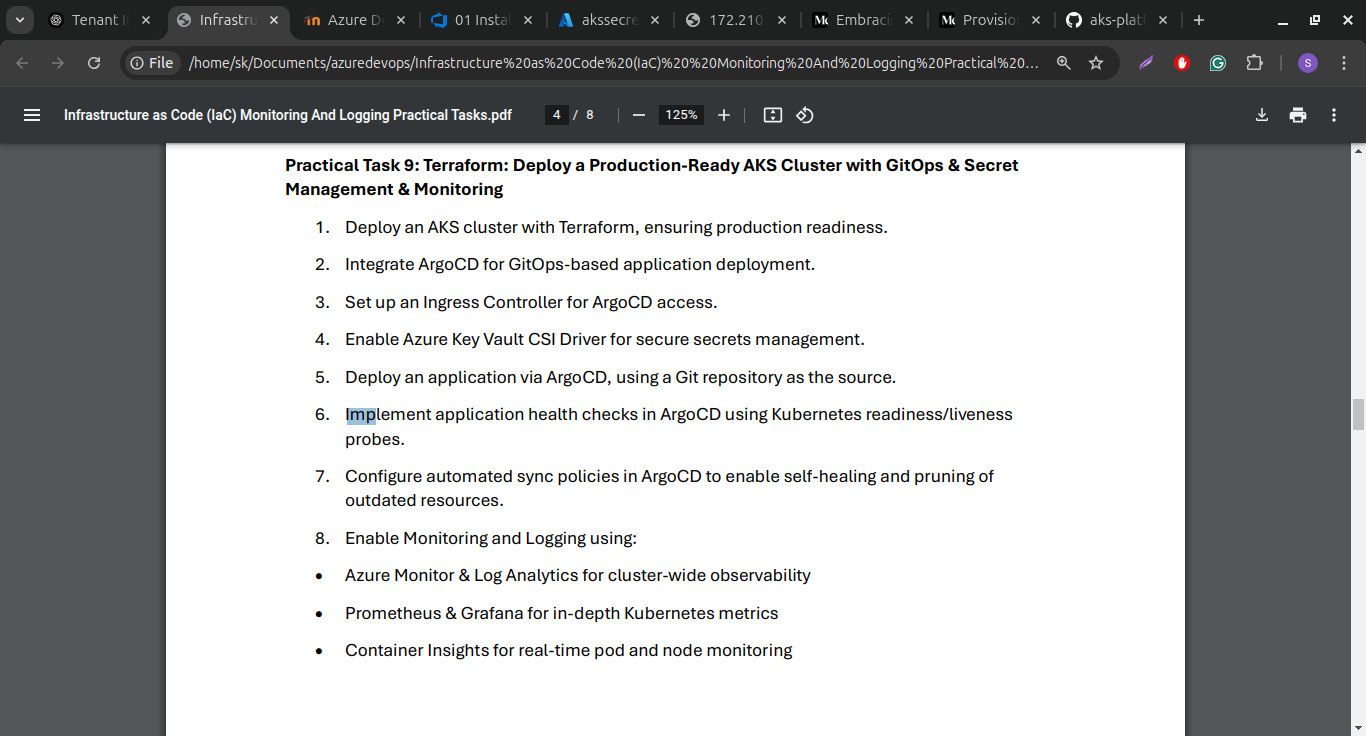 Tenant I
Infrastru
Azure D
01 Insta
akssecre
172.210
Embraci
Provisio
aks-plat
File
/home/sk/Documents/azuredevops/Infrastructure%20as%20Code%20(IaC)%20%20Monitoring%20And%20Logging%20Practical%20...
S
Infrastructure as Code (IaC) Monitoring And Logging Practical Tasks.pdf
4 / 8
125%
Practical Task 9: Terraform: Deploy a Production-Ready AKS Cluster with GitOps & Secret
Management & Monitoring
1. Deploy an AKS cluster with Terraform, ensuring production readiness.
2. Integrate ArgoCD for GitOps-based application deployment.
3. Set up an Ingress Controller for ArgoCD access.
4. Enable Azure Key Vault CSI Driver for secure secrets management.
5. Deploy an application via ArgoCD, using a Git repository as the source.
6. Implement application health checks in ArgoCD using Kubernetes readiness/liveness
probes.
7. Configure automated sync policies in ArgoCD to enable self-healing and pruning of
outdated resources.
8. Enable Monitoring and Logging using:
• Azure Monitor & Log Analytics for cluster-wide observability
• Prometheus & Grafana for in-depth Kubernetes metrics
• Container Insights for real-time pod and node monitoring